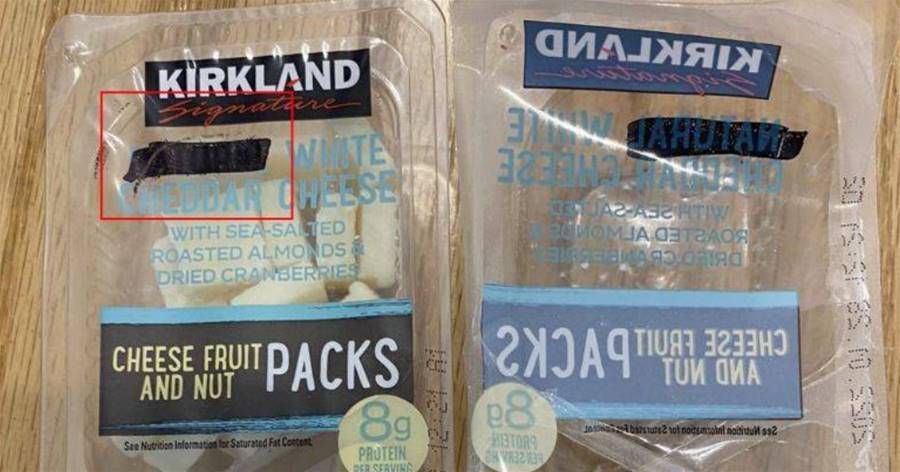 KIRKLAND
Signature
WHITE
CHEDDAR CHEESE
WITH SEA-SALTED
ROASTED ALMONDS &
DRIED CRANBERRIES
CHEESE FRUIT
AND NUT
PACKS
8g
PROTEIN
PER SERVING
See Nutrition Information for Saturated Fat Content.
KIRKLAND
Signature
NATURAL WHITE
CHEDDAR CHEESE
WITH SEA-SALTED
ROASTED ALMONDS &
DRIED CRANBERRIES
CHEESE FRUIT
AND NUT
PACKS
8g
PROTEIN
PER SERVING
See Nutrition Information for Saturated Fat Content.